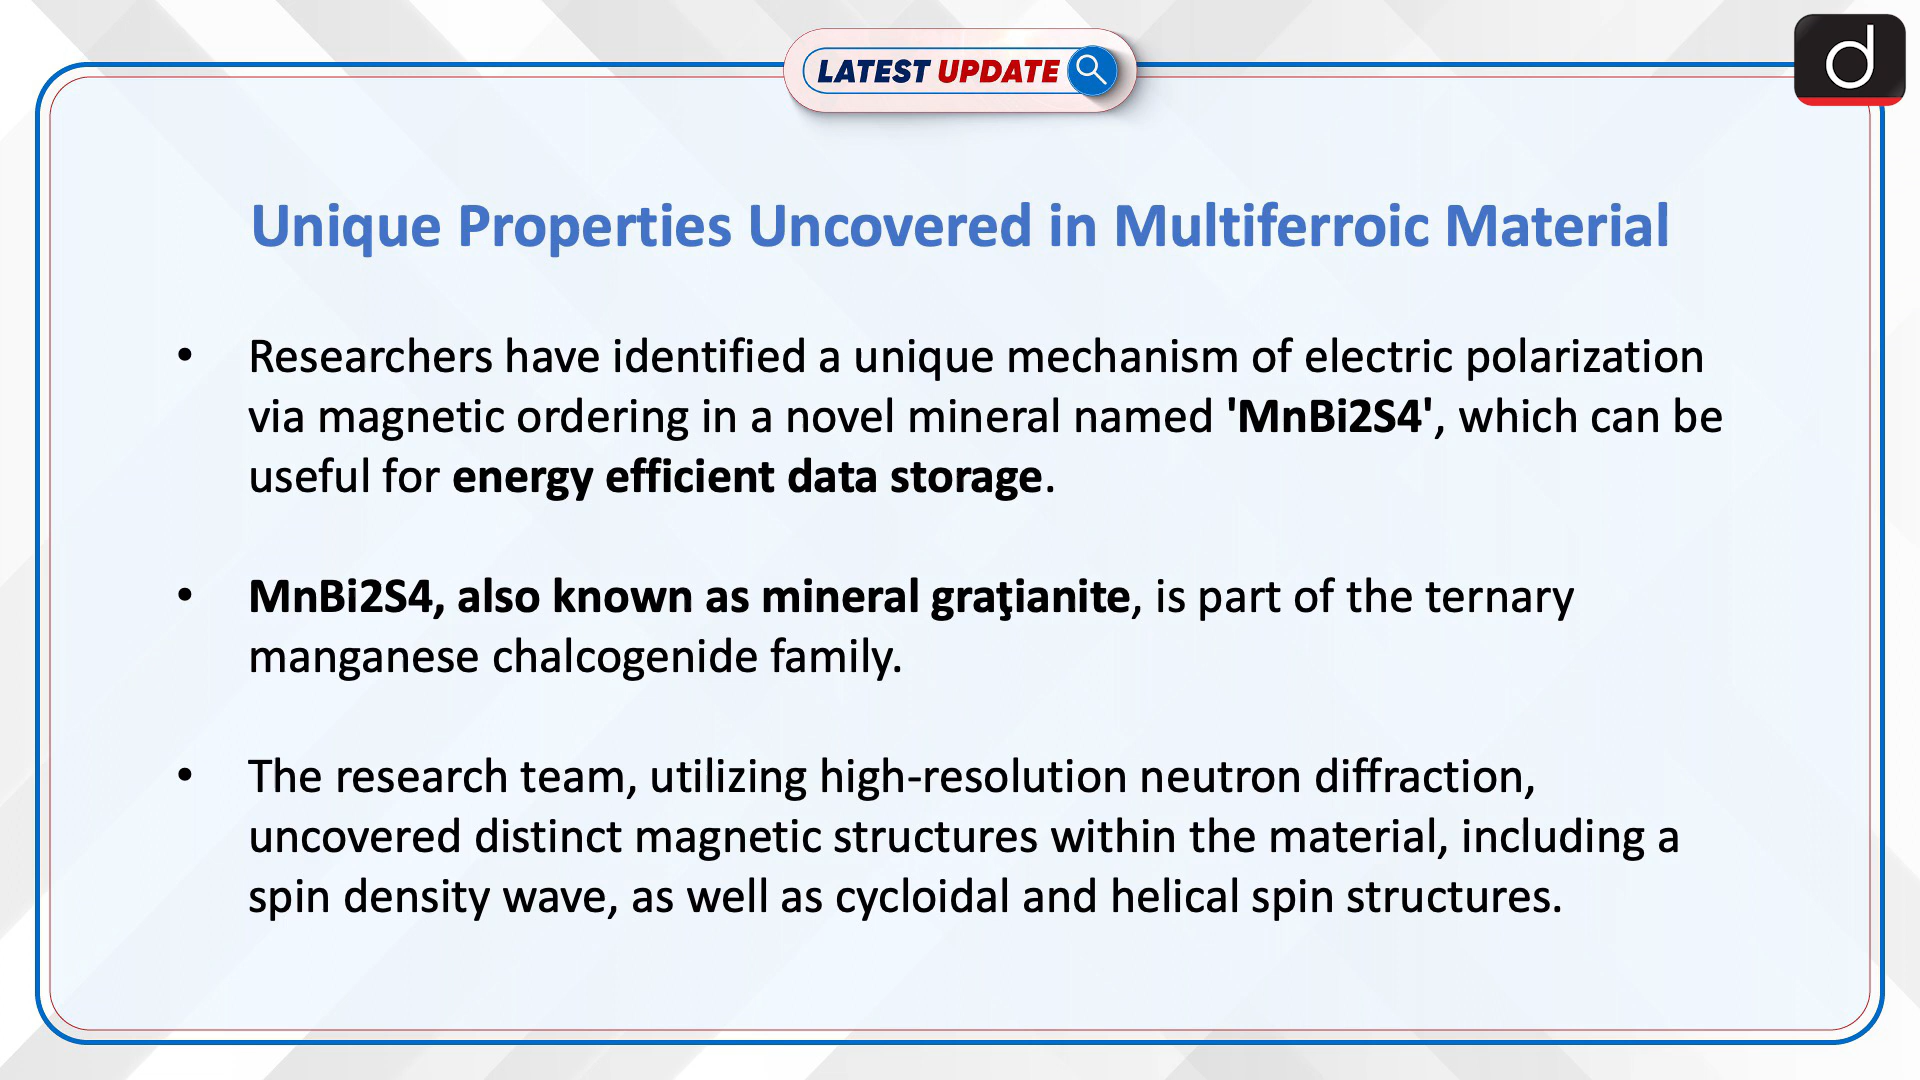 LATEST UPDATE
d
Unique Properties Uncovered in Multiferroic Material
• Researchers have identified a unique mechanism of electric polarization
via magnetic ordering in a novel mineral named 'MnBi2S4', which can be
useful for energy efficient data storage.
• MnBi2S4, also known as mineral graţianite, is part of the ternary
manganese chalcogenide family.
• The research team, utilizing high-resolution neutron diffraction,
uncovered distinct magnetic structures within the material, including a
spin density wave, as well as cycloidal and helical spin structures.